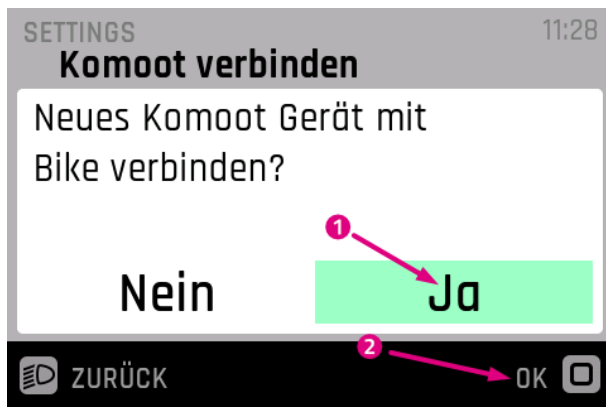 SETTINGS 11:28
Komoot verbinden
Neues Komoot Gerät mit
Bike verbinden?
1
Nein Ja
2
ZURÜCK OK